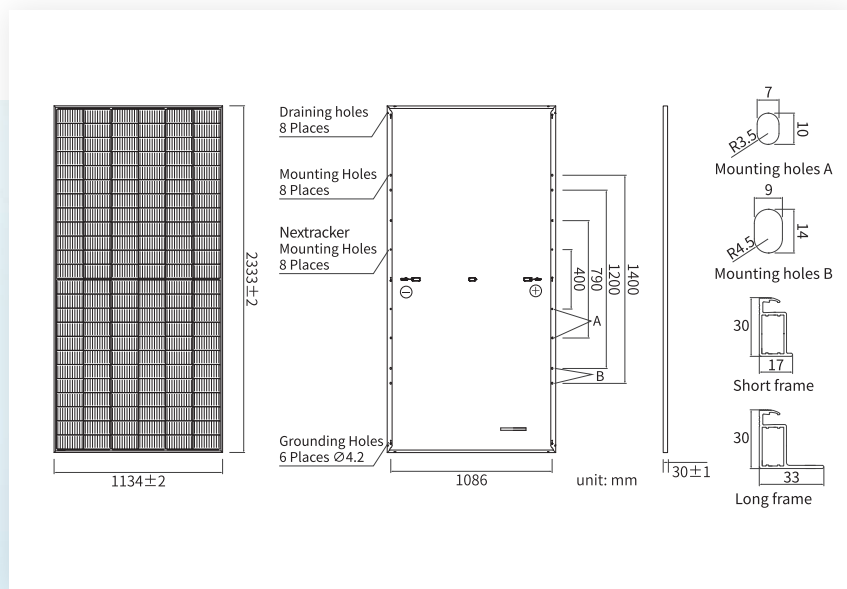 Draining holes
8 Places
Mounting Holes
8 Places
Nextracker
Mounting Holes
8 Places
Grounding Holes
6 Places ∅4.2
2333±2
1134±2
⊖
⊕
400
790
1200
1400
A
B
1086
unit: mm
30±1
7
10
R3.5
Mounting holes A
9
14
R4.5
Mounting holes B
30
17
Short frame
30
33
Long frame